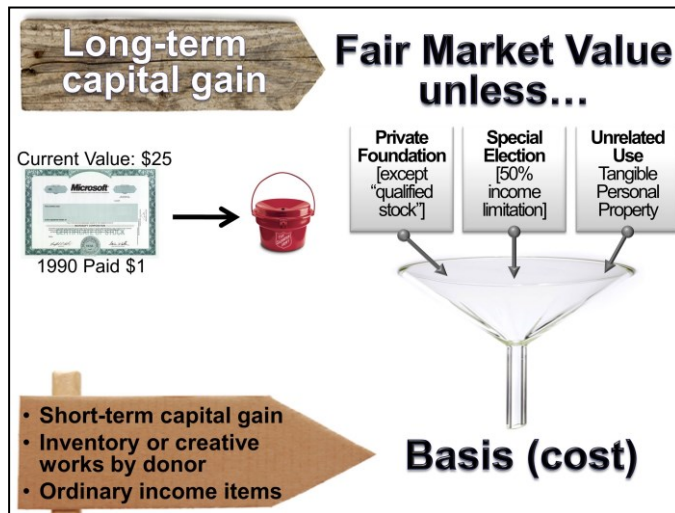 Long-term
capital gain
Fair Market Value
unless…
Private
Foundation
[except
“qualified
stock”]
Special
Election
[50%
income
limitation]
Unrelated
Use
Tangible
Personal
Property
Current Value: $25
Microsoft
CERTIFICATE OF STOCK
1990 Paid $1
• Short-term capital gain
• Inventory or creative
works by donor
• Ordinary income items
Basis (cost)